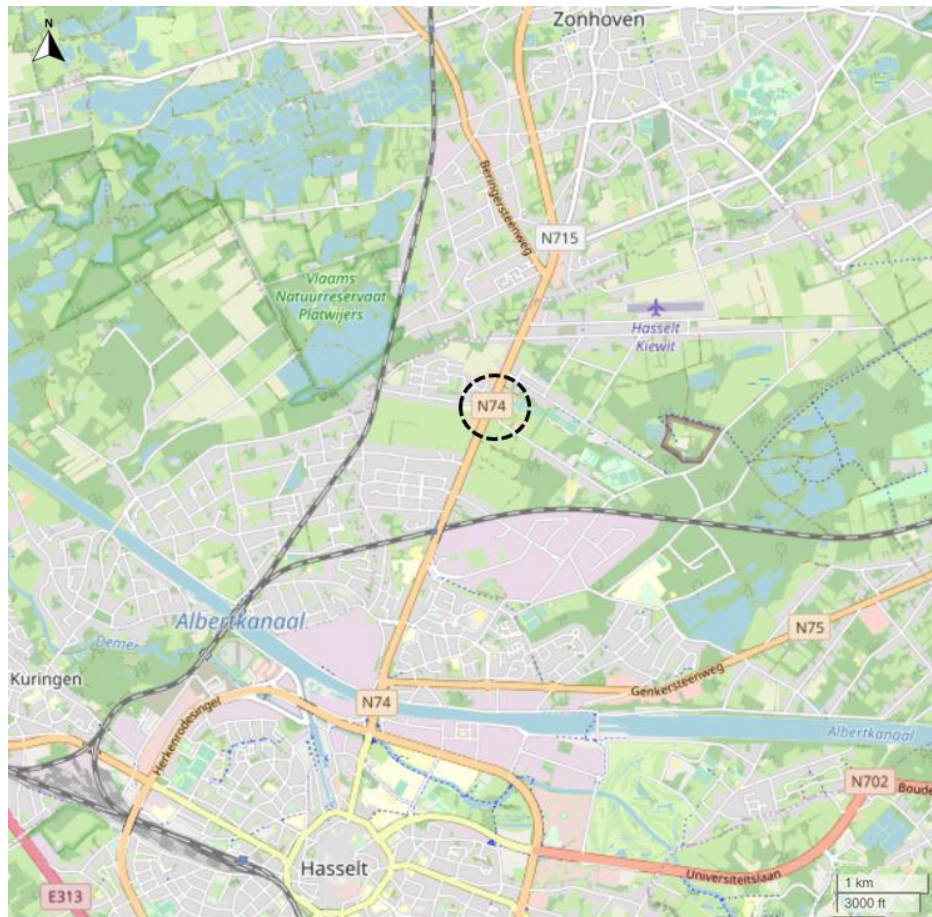 N
Zonhoven
Beringersteenweg
N715
Vlaams
Natuurreservaat
Platwijers
Hasselt
Kiewit
N74
Albertkanaal
Demer
N75
Kuringen
Genkersteenweg
N74
Herkenrodesingel
Albertkanaal
N702
Boude
Hasselt
Universiteitslaan
E313
1 km
3000 ft